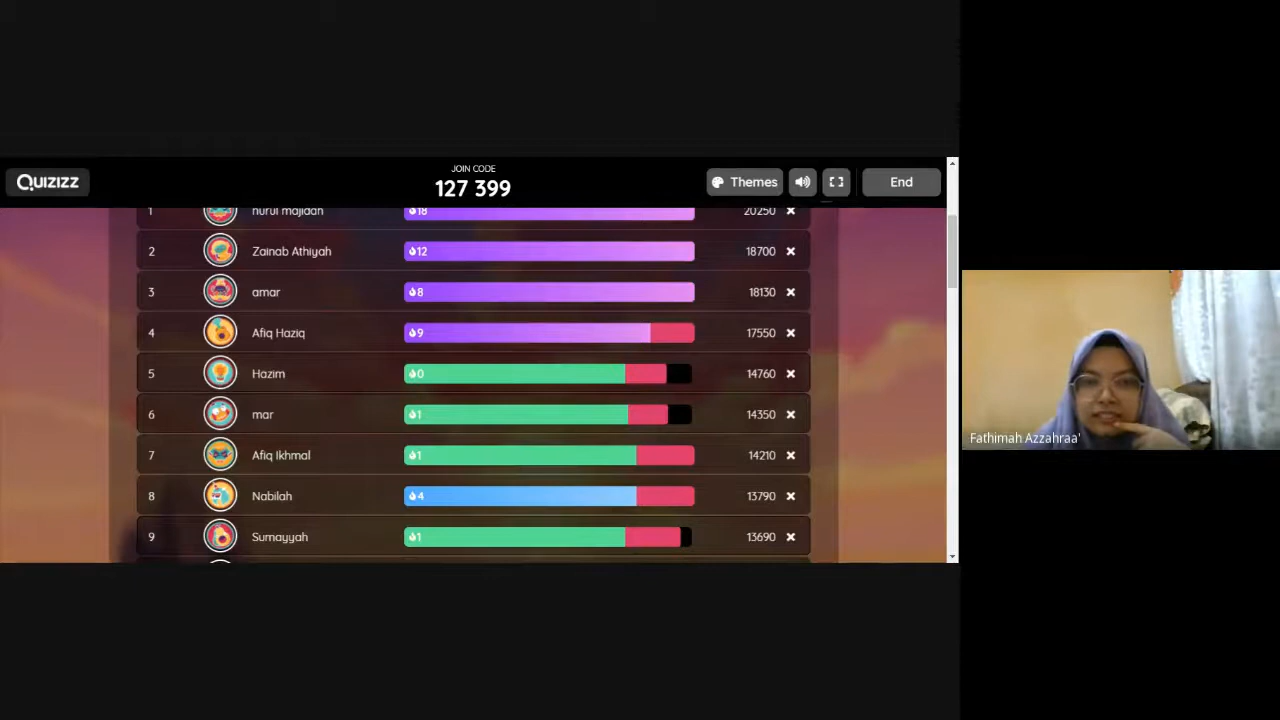 Quizizz
JOIN CODE
127 399
Themes
End
1 nurul majidah 18 20250
2 Zainab Athiyah 12 18700
3 amar 8 18130
4 Afiq Haziq 9 17550
5 Hazim 0 14760
6 mar 1 14350
7 Afiq Ikhmal 1 14210
8 Nabilah 4 13790
9 Sumayyah 1 13690
Fathimah Azzahraa'